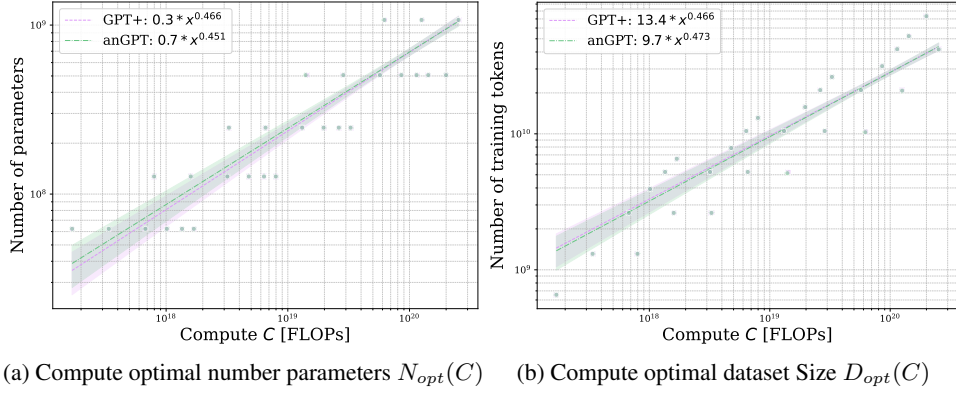 GPT+: 0.3 * x^0.466
anGPT: 0.7 * x^0.451
10^9
10^8
Number of parameters
10^18
10^19
10^20
Compute C [FLOPs]
(a) Compute optimal number parameters N_opt(C)
GPT+: 13.4 * x^0.466
anGPT: 9.7 * x^0.473
10^10
10^9
Number of training tokens
10^18
10^19
10^20
Compute C [FLOPs]
(b) Compute optimal dataset Size D_opt(C)